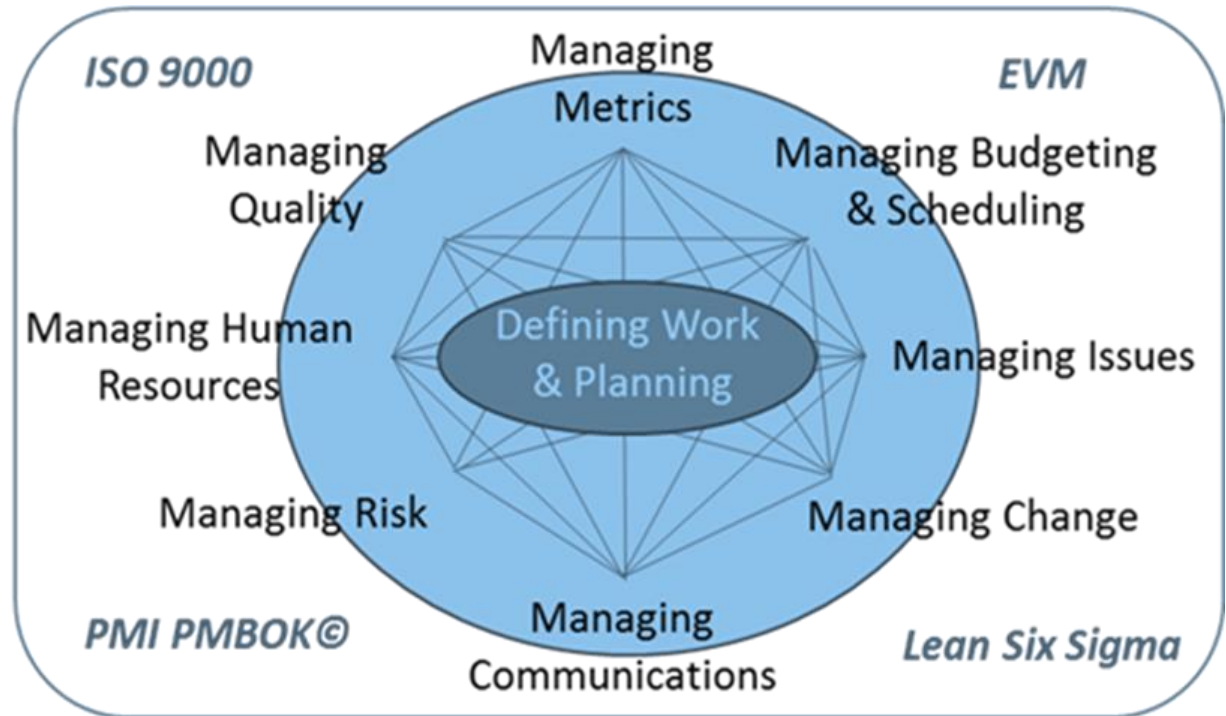 ISO 9000
Managing
Metrics
EVM
Managing
Quality
Managing Budgeting
& Scheduling
Managing Human
Resources
Defining Work
& Planning
Managing Issues
Managing Risk
Managing Change
Managing
Communications
PMI PMBOK©
Lean Six Sigma